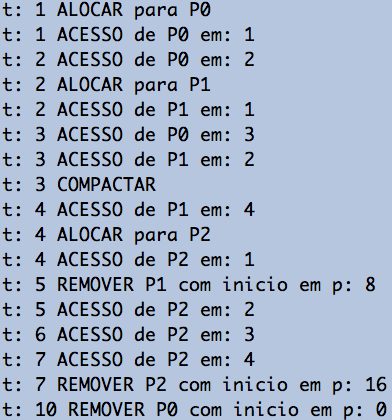 t: 1 ALOCAR para P0
t: 1 ACESSO de P0 em: 1
t: 2 ACESSO de P0 em: 2
t: 2 ALOCAR para P1
t: 2 ACESSO de P1 em: 1
t: 3 ACESSO de P0 em: 3
t: 3 ACESSO de P1 em: 2
t: 3 COMPACTAR
t: 4 ACESSO de P1 em: 4
t: 4 ALOCAR para P2
t: 4 ACESSO de P2 em: 1
t: 5 REMOVER P1 com inicio em p: 8
t: 5 ACESSO de P2 em: 2
t: 6 ACESSO de P2 em: 3
t: 7 ACESSO de P2 em: 4
t: 7 REMOVER P2 com inicio em p: 16
t: 10 REMOVER P0 com inicio em p: 0